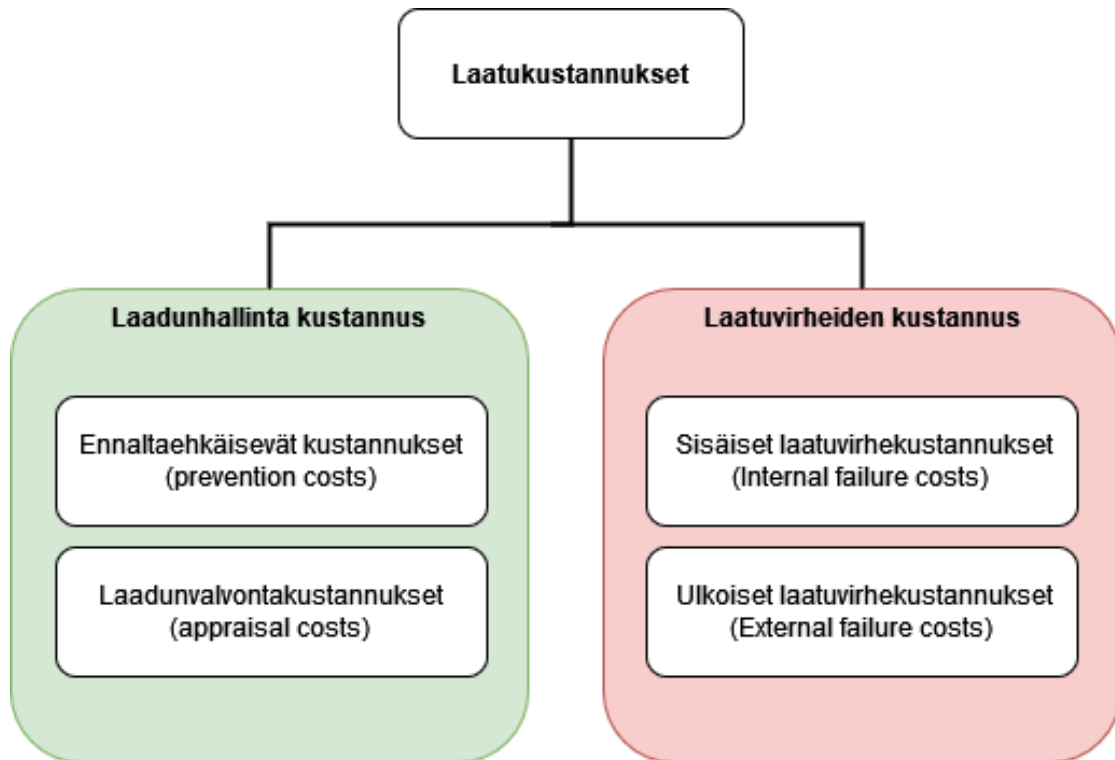 Laatukustannukset
Laadunhallinta kustannus
Ennaltaehkäisevät kustannukset
(prevention costs)
Laadunvalvontakustannukset
(appraisal costs)
Laatuvirheiden kustannus
Sisäiset laatuvirhekustannukset
(Internal failure costs)
Ulkoiset laatuvirhekustannukset
(External failure costs)